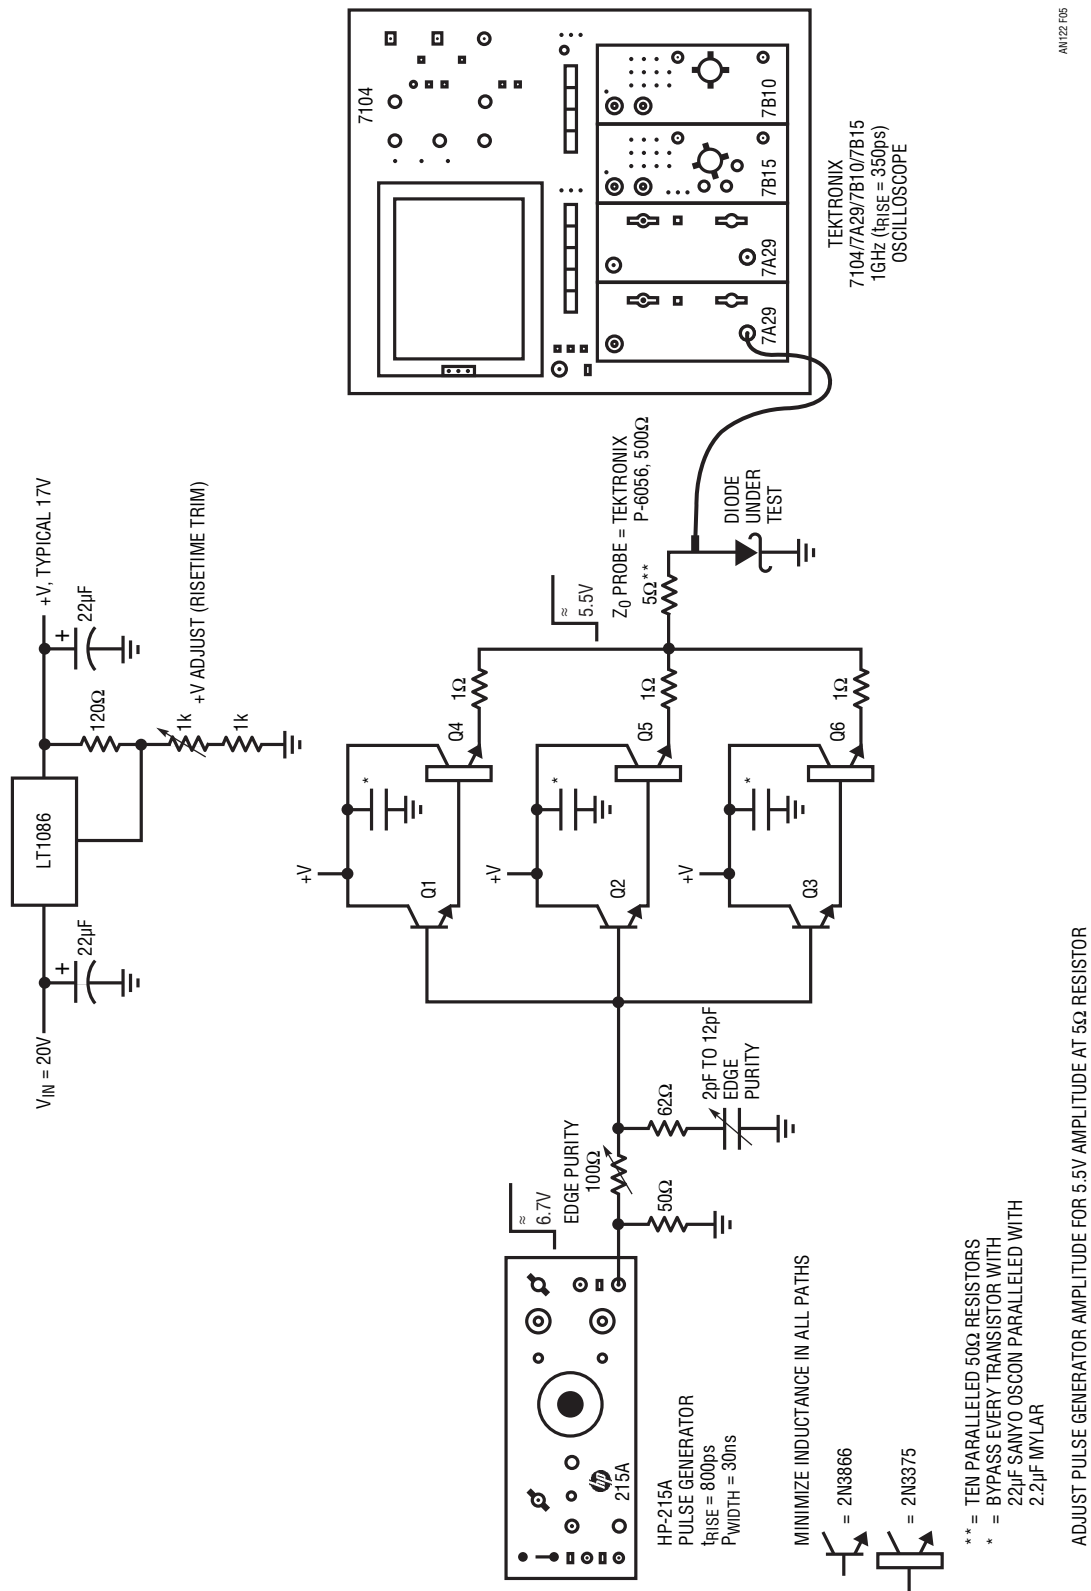 V_IN = 20V
22µF
+
LT1086
120Ω
1k
1k
+
22µF
+V, TYPICAL 17V
+V ADJUST (RISETIME TRIM)
HP-215A
PULSE GENERATOR
t_RISE = 800ps
P_WIDTH = 30ns
hp
215A
≈
6.7V
EDGE PURITY
100Ω
50Ω
62Ω
2pF TO 12pF
EDGE
PURITY
+V
*
Q1
Q4
1Ω
+V
*
Q2
Q5
1Ω
+V
*
Q3
Q6
1Ω
≈
5.5V
Z0 PROBE = TEKTRONIX
P-6056, 500Ω
5Ω**
DIODE
UNDER
TEST
7104
7A29
7A29
7B15
7B10
TEKTRONIX
7104/7A29/7B10/7B15
1GHz (t_RISE = 350ps)
OSCILLOSCOPE
MINIMIZE INDUCTANCE IN ALL PATHS
= 2N3866
= 2N3375
** = TEN PARALLELED 50Ω RESISTORS
* = BYPASS EVERY TRANSISTOR WITH
22µF SANYO OSCON PARALLELED WITH
2.2µF MYLAR
ADJUST PULSE GENERATOR AMPLITUDE FOR 5.5V AMPLITUDE AT 5Ω RESISTOR
AN122 F05